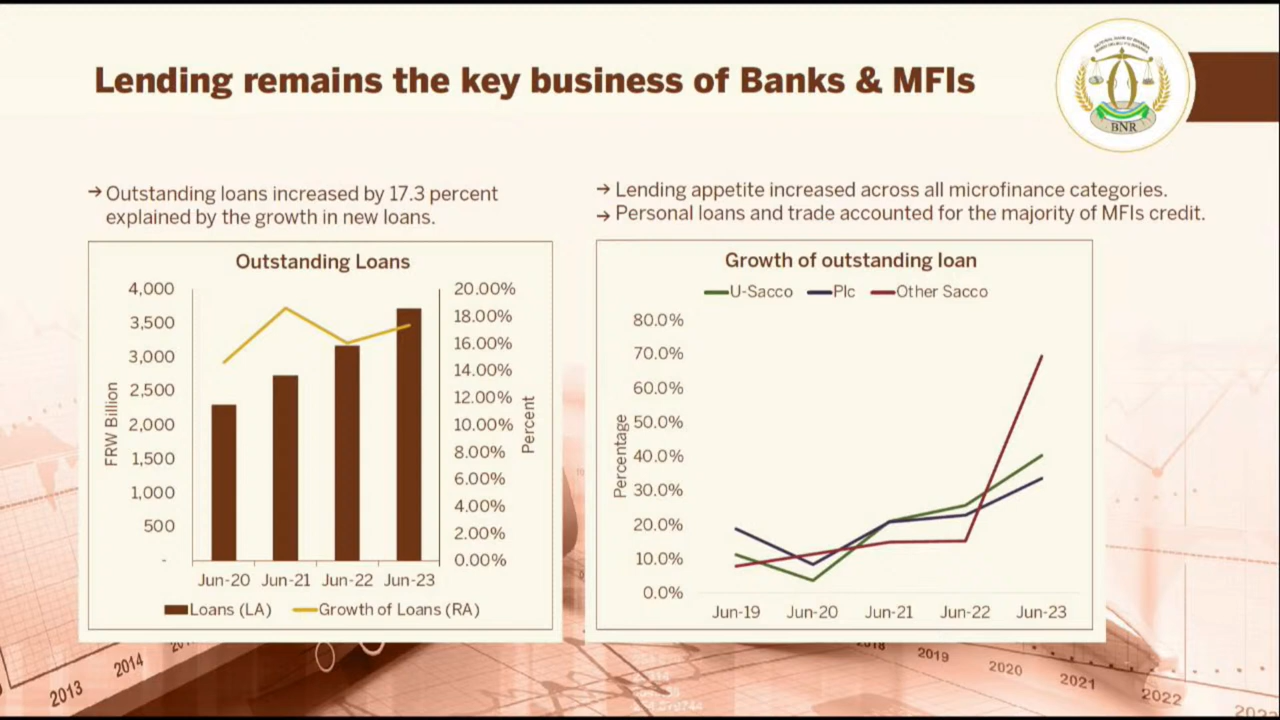 Lending remains the key business of Banks & MFIs
BNR
→ Outstanding loans increased by 17.3 percent
explained by the growth in new loans.
→ Lending appetite increased across all microfinance categories.
→ Personal loans and trade accounted for the majority of MFIs credit.
Outstanding Loans
4,000
3,500
3,000
2,500
2,000
1,500
1,000
500
-
FRW Billion
20.00%
18.00%
16.00%
14.00%
12.00%
10.00%
8.00%
6.00%
4.00%
2.00%
0.00%
Percent
Jun-20 Jun-21 Jun-22 Jun-23
Loans (LA) Growth of Loans (RA)
Growth of outstanding loan
U-Sacco Plc Other Sacco
80.0%
70.0%
60.0%
50.0%
40.0%
30.0%
20.0%
10.0%
0.0%
Percentage
Jun-19 Jun-20 Jun-21 Jun-22 Jun-23
2013 2014 2018 2019 2020 2021 2022